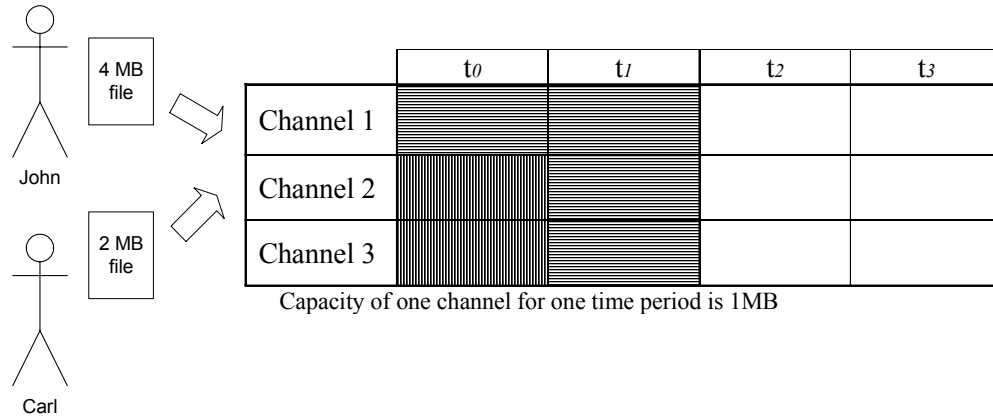 4 MB
file
John
2 MB
file
Carl
t0 t1 t2 t3
Channel 1
Channel 2
Channel 3
Capacity of one channel for one time period is 1MB